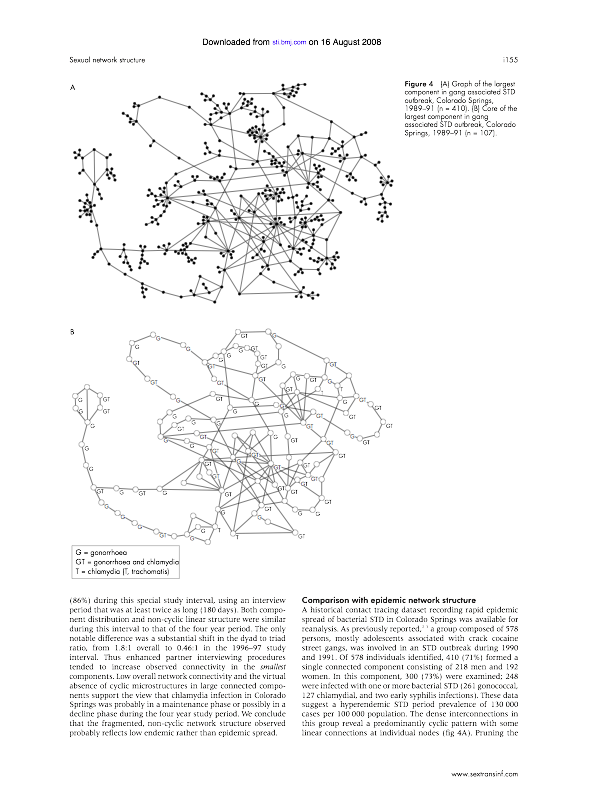 Downloaded from sti.bmj.com on 16 August 2008
Sexual network structure
i155
A
Figure 4 (A) Graph of the largest
component in gang associated STD
outbreak, Colorado Springs,
1989–91 (n = 410). (B) Core of the
largest component in gang
associated STD outbreak, Colorado
Springs, 1989–91 (n = 107).
B
G = gonorrhoea
GT = gonorrhoea and chlamydia
T = chlamydia (T, trachomatis)
(86%) during this special study interval, using an interview
period that was at least twice as long (180 days). Both compo-
nent distribution and non-cyclic linear structure were similar
during this interval to that of the four year period. The only
notable difference was a substantial shift in the dyad to triad
ratio, from 1.8:1 overall to 0.46:1 in the 1996–97 study
interval. Thus enhanced partner interviewing procedures
tended to increase observed connectivity in the smallest
components. Low overall network connectivity and the virtual
absence of cyclic microstructures in large connected compo-
nents support the view that chlamydia infection in Colorado
Springs was probably in a maintenance phase or possibly in a
decline phase during the four year study period. We conclude
that the fragmented, non-cyclic network structure observed
probably reflects low endemic rather than epidemic spread.
Comparison with epidemic network structure
A historical contact tracing dataset recording rapid epidemic
spread of bacterial STD in Colorado Springs was available for
reanalysis. As previously reported, a group composed of 578
persons, mostly adolescents associated with crack cocaine
street gangs, was involved in an STD outbreak during 1990
and 1991. Of 578 individuals identified, 410 (71%) formed a
single connected component consisting of 218 men and 192
women. In this component, 300 (73%) were examined; 248
were infected with one or more bacterial STD (261 gonococcal,
127 chlamydial, and two early syphilis infections). These data
suggest a hyperendemic STD period prevalence of 130 000
cases per 100 000 population. The dense interconnections in
this group reveal a predominantly cyclic pattern with some
linear connections at individual nodes (fig 4A). Pruning the
www.sextransinf.com